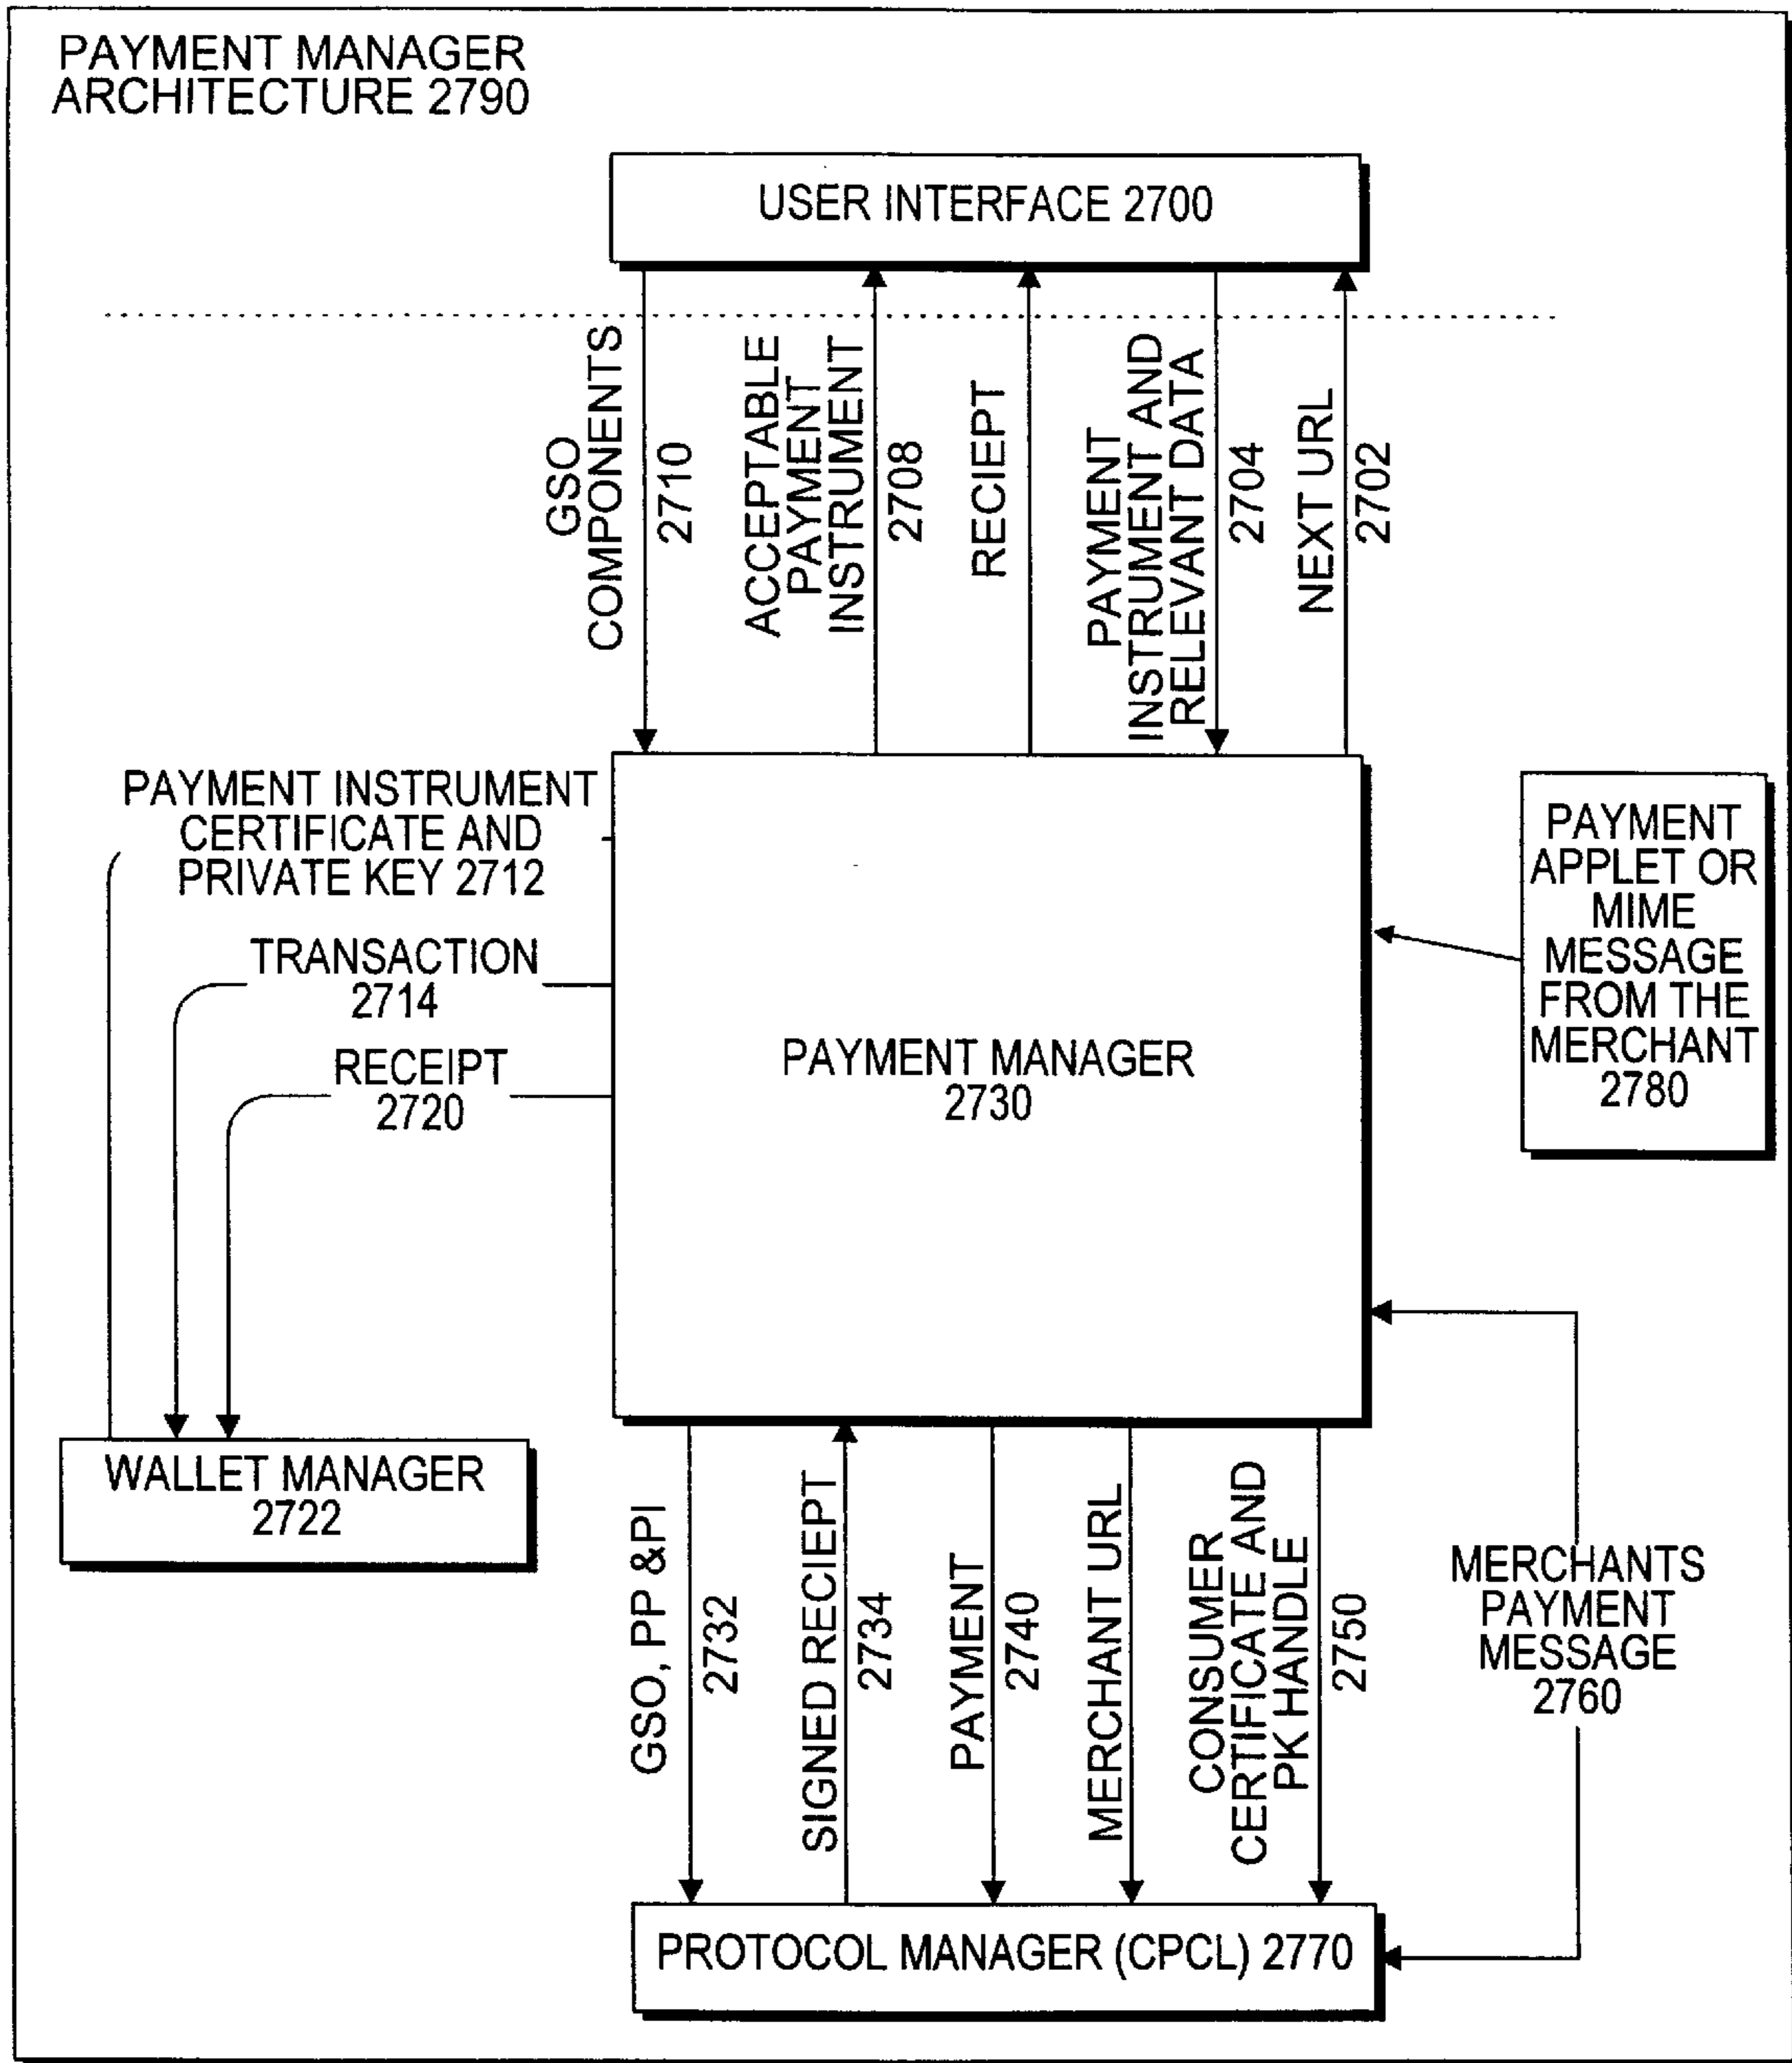 PAYMENT MANAGER
ARCHITECTURE 2790
USER INTERFACE 2700
GSO
COMPONENTS
2710
ACCEPTABLE
PAYMENT
INSTRUMENT
2708
RECIEPT
PAYMENT
INSTRUMENT AND
RELEVANT DATA
2704
NEXT URL
2702
PAYMENT INSTRUMENT
CERTIFICATE AND
PRIVATE KEY 2712
TRANSACTION
2714
RECEIPT
2720
PAYMENT MANAGER
2730
PAYMENT
APPLET OR
MIME
MESSAGE
FROM THE
MERCHANT
2780
WALLET MANAGER
2722
GSO, PP &PI
2732
SIGNED RECIEPT
2734
PAYMENT
2740
MERCHANT URL
CONSUMER
CERTIFICATE AND
PK HANDLE
2750
MERCHANTS
PAYMENT
MESSAGE
2760
PROTOCOL MANAGER (CPCL) 2770